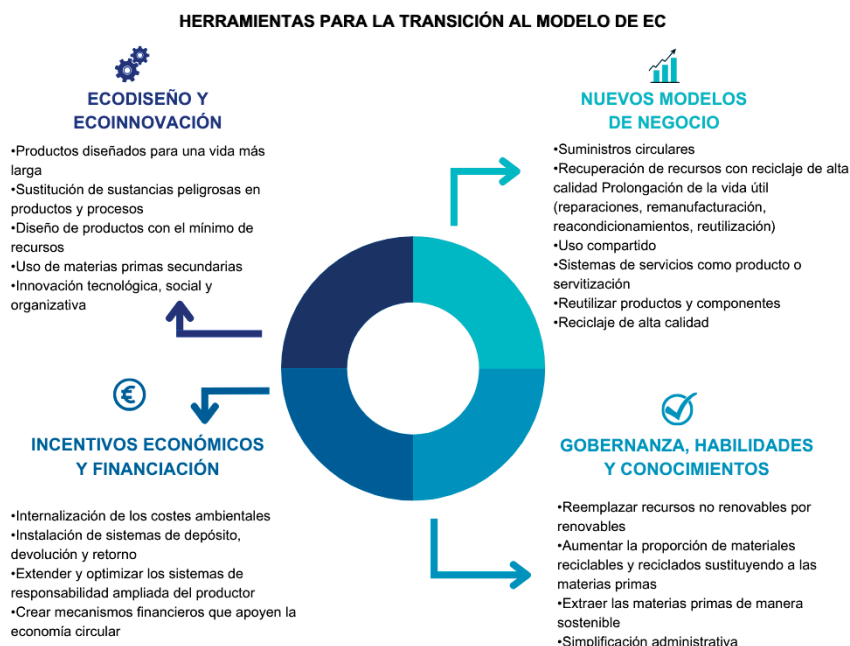 HERRAMIENTAS PARA LA TRANSICIÓN AL MODELO DE EC
ECODISEÑO Y
ECOINNOVACIÓN
•Productos diseñados para una vida más
larga
•Sustitución de sustancias peligrosas en
productos y procesos
•Diseño de productos con el mínimo de
recursos
•Uso de materias primas secundarias
•Innovación tecnológica, social y
organizativa
NUEVOS MODELOS
DE NEGOCIO
•Suministros circulares
•Recuperación de recursos con reciclaje de alta
calidad Prolongación de la vida útil
(reparaciones, remanufacturación,
reacondicionamientos, reutilización)
•Uso compartido
•Sistemas de servicios como producto o
servitización
•Reutilizar productos y componentes
•Reciclaje de alta calidad
€
INCENTIVOS ECONÓMICOS
Y FINANCIACIÓN
•Internalización de los costes ambientales
•Instalación de sistemas de depósito,
devolución y retorno
•Extender y optimizar los sistemas de
responsabilidad ampliada del productor
•Crear mecanismos financieros que apoyen la
economía circular
GOBERNANZA, HABILIDADES
Y CONOCIMIENTOS
•Reemplazar recursos no renovables por
renovables
•Aumentar la proporción de materiales
reciclables y reciclados sustituyendo a las
materias primas
•Extraer las materias primas de manera
sostenible
•Simplificación administrativa